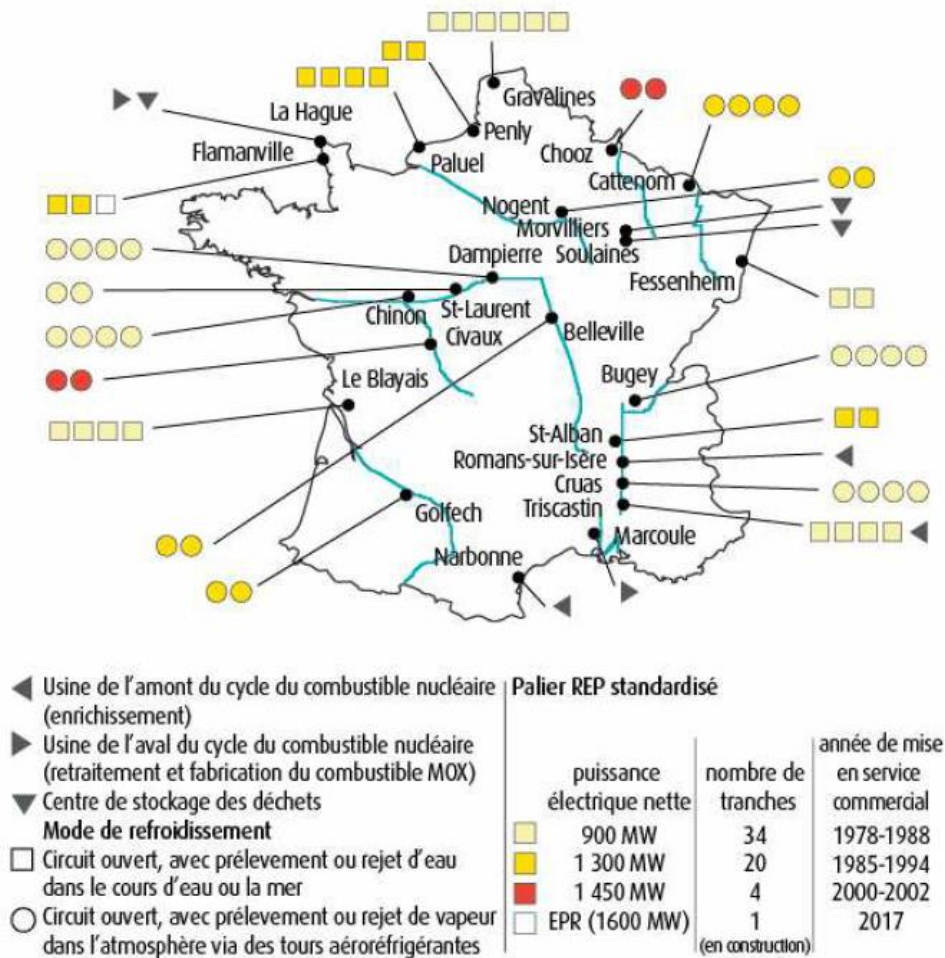 Gravelines
La Hague
Penly
Flamanville
Paluel
Chooz
Cattenom
Nogent
Morvilliers
Dampierre
Soulaines
Fessenheim
Chinon
St-Laurent
Civaux
Belleville
Le Blayais
Bugey
St-Alban
Romans-sur-Isère
Cruas
Triscastin
Golfech
Marcoule
Narbonne
Usine de l'amont du cycle du combustible nucléaire
(enrichissement)
Usine de l'aval du cycle du combustible nucléaire
(retraitement et fabrication du combustible MOX)
Centre de stockage des déchets
Mode de refroidissement
Circuit ouvert, avec prélevement ou rejet d'eau
dans le cours d'eau ou la mer
Circuit ouvert, avec prélevement ou rejet de vapeur
dans l'atmosphère via des tours aéroréfrigérantes
Palier REP standardisé
puissance
électrique nette
nombre de
tranches
année de mise
en service
commercial
900 MW 34 1978-1988
1 300 MW 20 1985-1994
1 450 MW 4 2000-2002
EPR (1600 MW) 1 2017
(en construction)